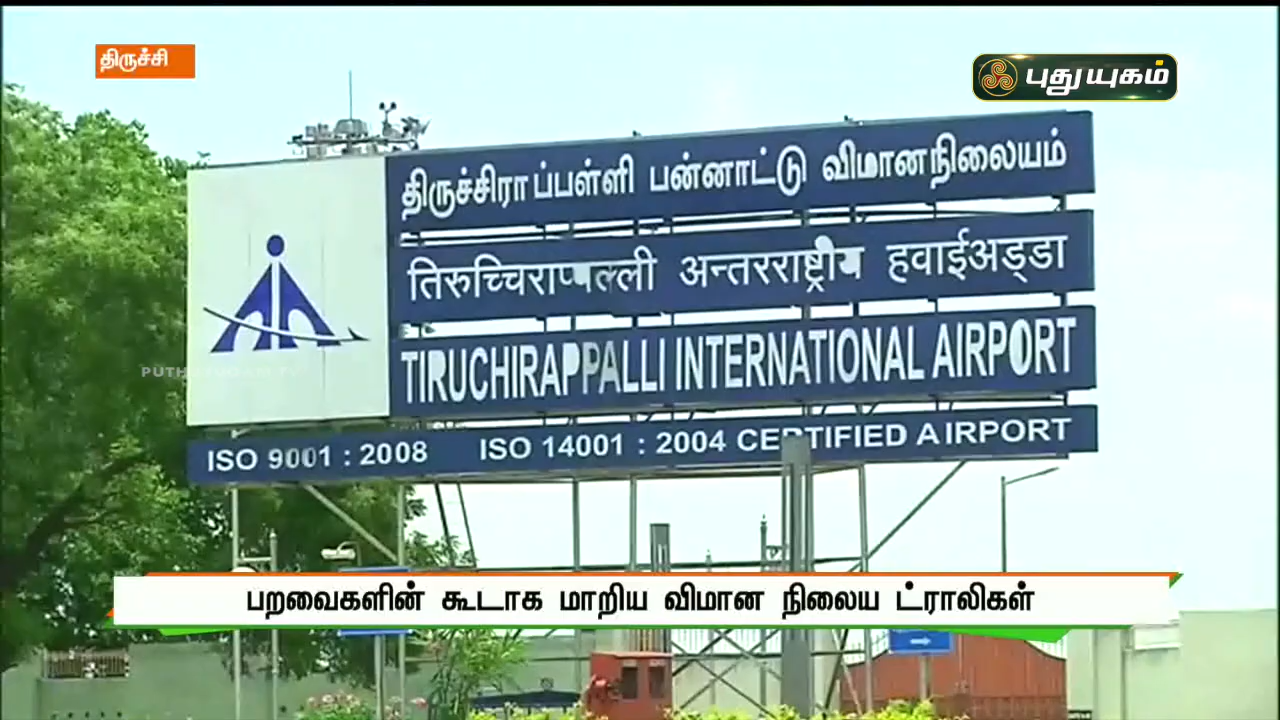 திருச்சி
புதுயுகம்
திருச்சிராப்பள்ளி பன்னாட்டு விமானநிலையம்
तिरुच्चिराप्पल्ली अन्तरराष्ट्रीय हवाईअड्डा
TIRUCHIRAPPALLI INTERNATIONAL AIRPORT
ISO 9001 : 2008 ISO 14001 : 2004 CERTIFIED AIRPORT
பறவைகளின் கூடாக மாறிய விமான நிலைய ட்ராலிகள்